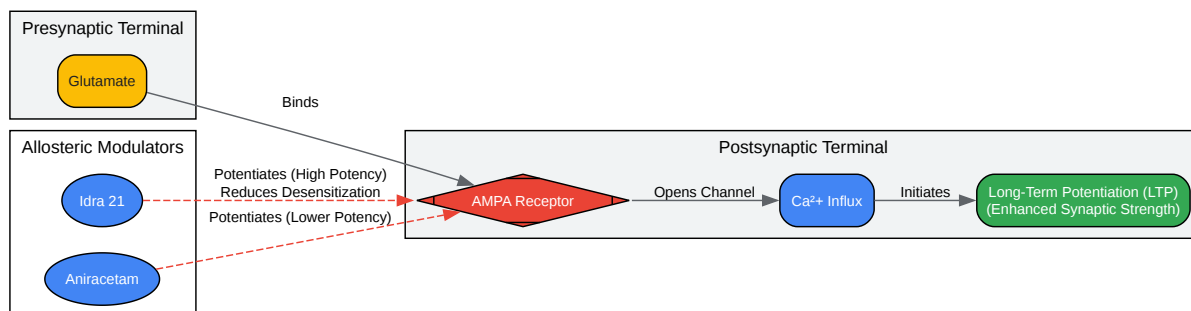 Presynaptic Terminal
Glutamate
Binds
Allosteric Modulators
Idra 21
Aniracetam
Potentiates (High Potency)
Reduces Desensitization
Potentiates (Lower Potency)
Postsynaptic Terminal
AMPA Receptor
Opens Channel
Ca²+ Influx
Initiates
Long-Term Potentiation (LTP)
(Enhanced Synaptic Strength)